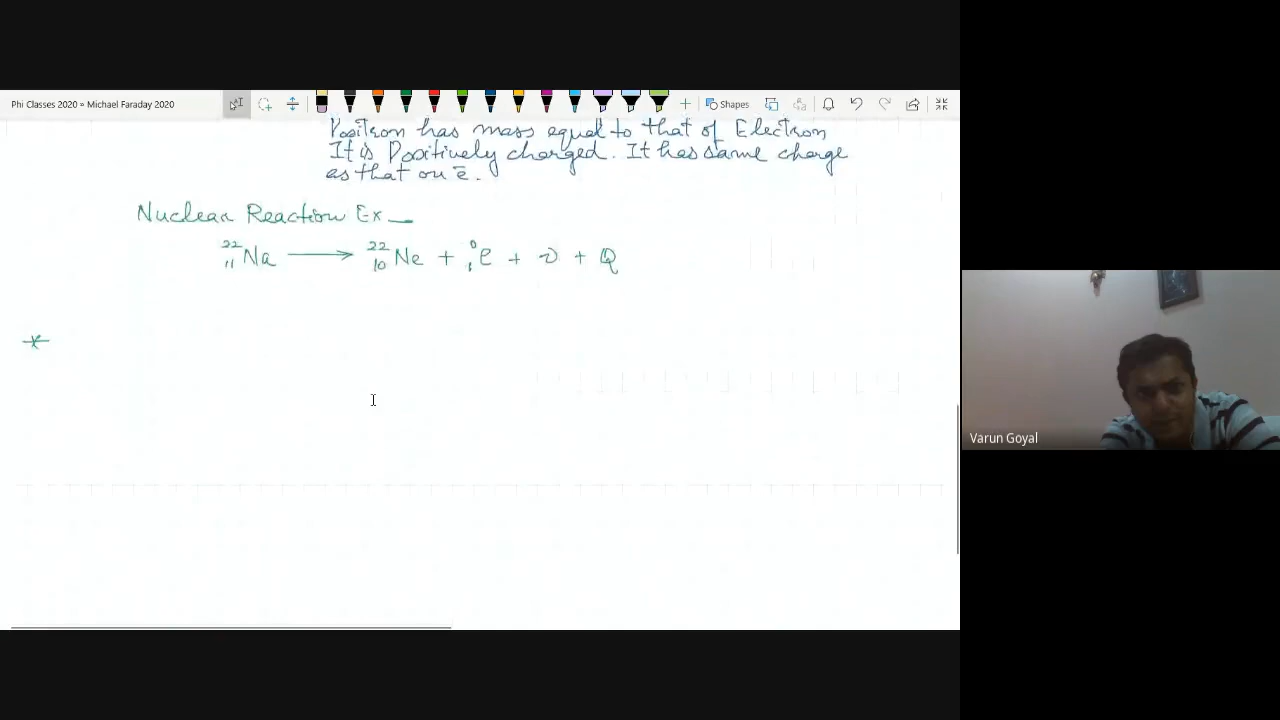 Phi Classes 2020 » Michael Faraday 2020
Shapes
Positron has mass equal to that of Electron
It is Positively charged. It has same charge
as that on e̅.
Nuclear Reaction Ex —
²²₁₁Na ⟶ ²²₁₀Ne + ⁰₁e + ν + Q
*
Varun Goyal